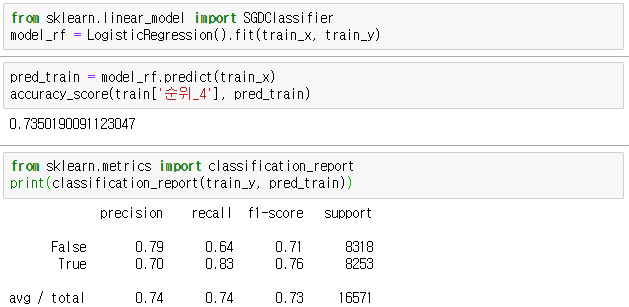 from sklearn.linear_model import SGDClassifier
model_rf = LogisticRegression().fit(train_x, train_y)
pred_train = model_rf.predict(train_x)
accuracy_score(train['순위_4'], pred_train)
0.7350190091123047
from sklearn.metrics import classification_report
print(classification_report(train_y, pred_train))
precision recall f1-score support
False 0.79 0.64 0.71 8318
True 0.70 0.83 0.76 8253
avg / total 0.74 0.74 0.73 16571